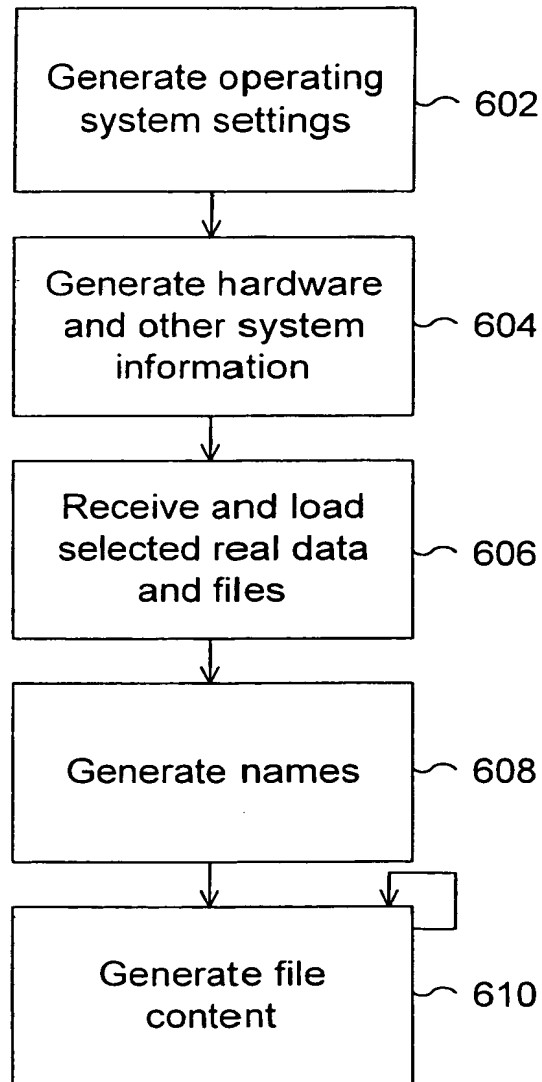 Generate operating
system settings
602
Generate hardware
and other system
information
604
Receive and load
selected real data
and files
606
Generate names
608
Generate file
content
610